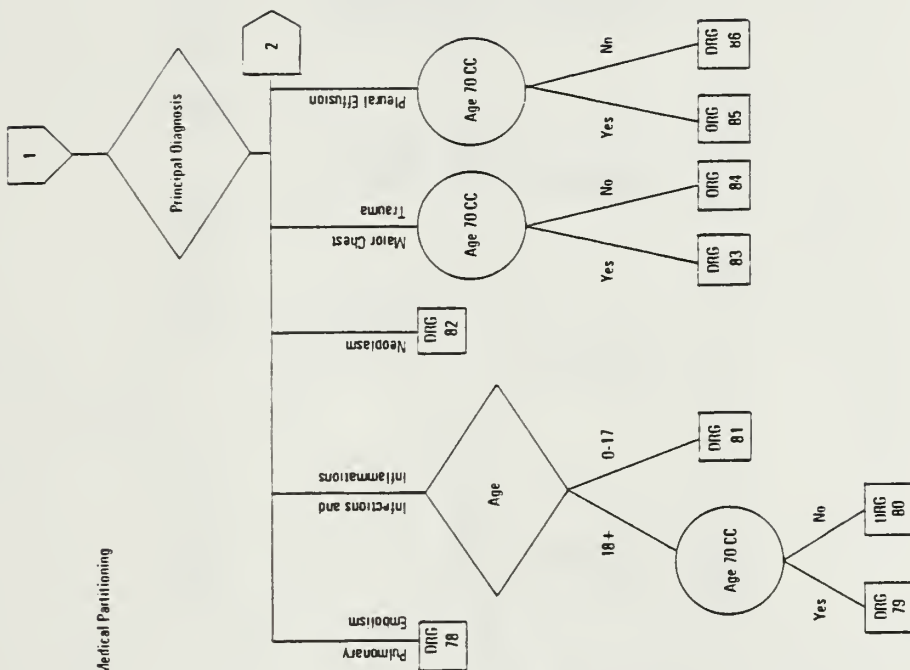 Medical Partitioning
1
Principal Diagnosis
2
Pulmonary
Embolism
DRG
78
Infections and
Inflammations
Age
18+
0-17
Age 70 CC
DRG
81
Yes
No
DRG
79
DRG
80
Neoplasm
DRG
82
Major Chest
Trauma
Age 70 CC
Yes
No
DRG
83
DRG
84
Pleural Effusion
Age 70 CC
Yes
No
DRG
85
DRG
86